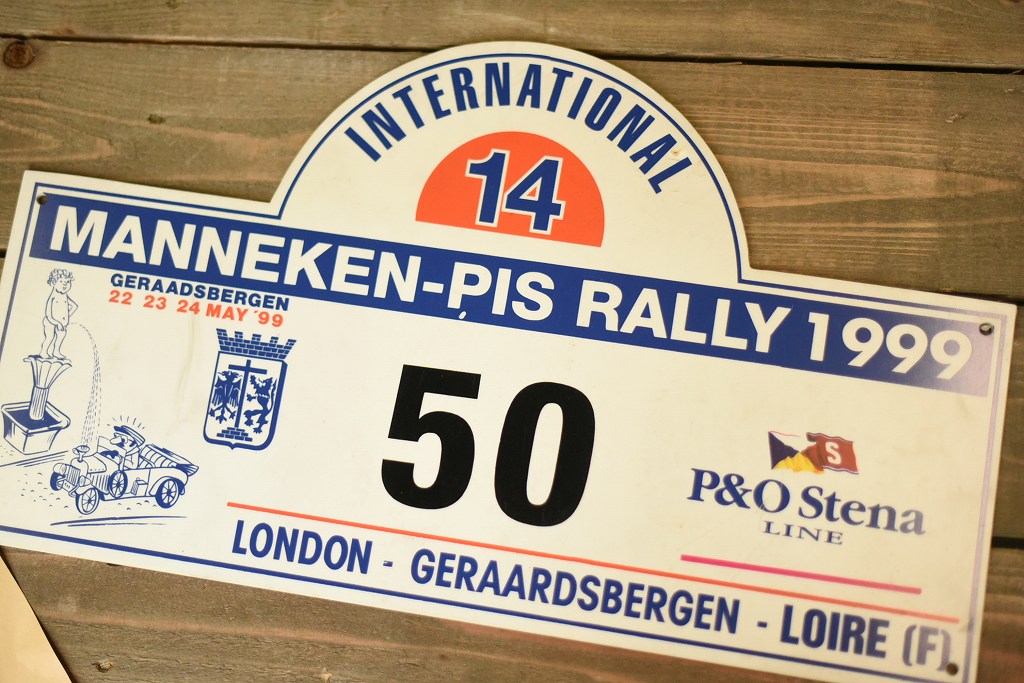 INTERNATIONAL
14
MANNEKEN-PIS RALLY 1999
GERAADSBERGEN
22 23 24 MAY '99
50
S
P&O Stena
LINE
LONDON - GERAARDSBERGEN - LOIRE (F)